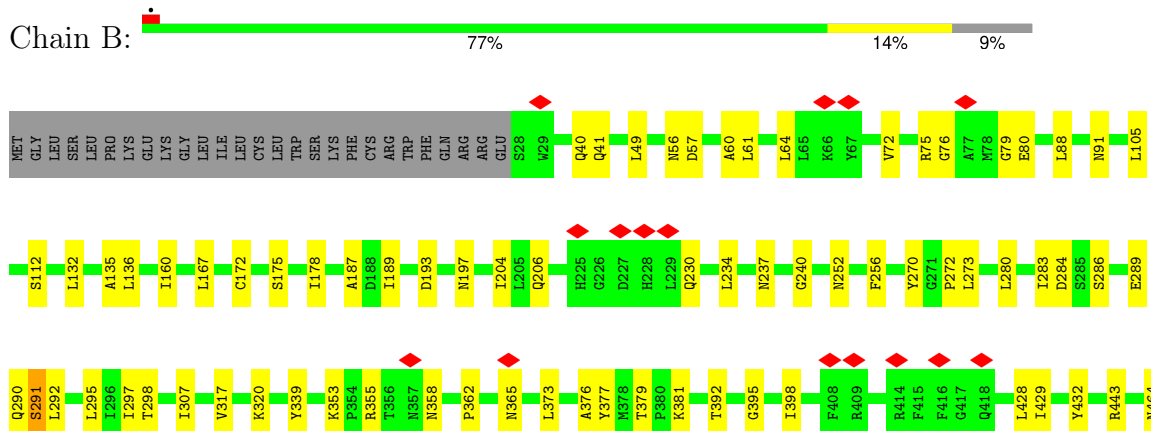 Chain B:
77% 14% 9%
MET GLY LEU SER LEU LEU PRO LYS GLU LYS GLY LEU ILE LEU CYS LEU TRP SER LYS PHE CYS ARG TRP PHE GLN ARG ARG GLU S28 W29 Q40 Q41 L49 N56 D57 A60 L61 L64 L65 K66 Y67 V72 R75 G76 A77 M78 G79 E80 L88 N91 L105
S112 L132 A135 L136 I160 L167 C172 S175 I178 A187 D188 I189 D193 N197 I204 L205 Q206 H225 G226 D227 H228 L229 Q230 L234 N237 G240 N252 F256 Y270 G271 P272 L273 L280 I283 D284 S285 S286 E289
Q290 S291 L292 L295 I296 I297 T298 I307 V317 K320 Y339 K353 P354 R355 T356 N357 N358 P362 N365 L373 A376 Y377 M378 T379 P380 K381 T392 G395 I398 F408 R409 R414 F415 F416 G417 Q418 L428 I429 Y432 R443 N464